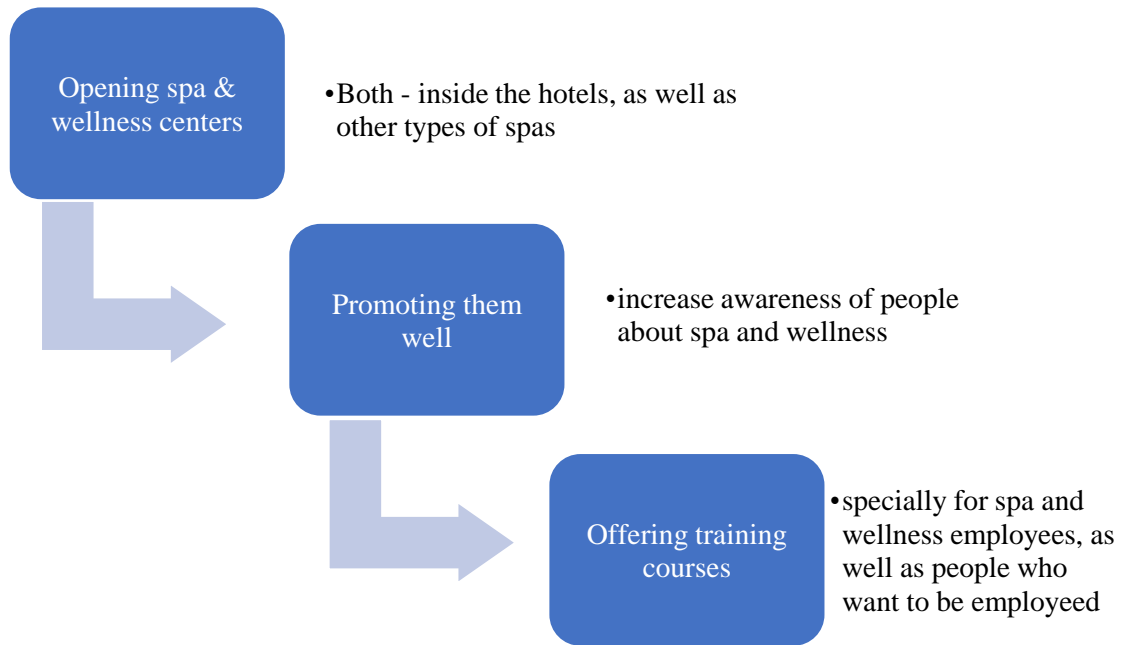 Opening spa &
wellness centers
•Both - inside the hotels, as well as
other types of spas
Promoting them
well
•increase awareness of people
about spa and wellness
Offering training
courses
•specially for spa and
wellness employees, as
well as people who
want to be employeed